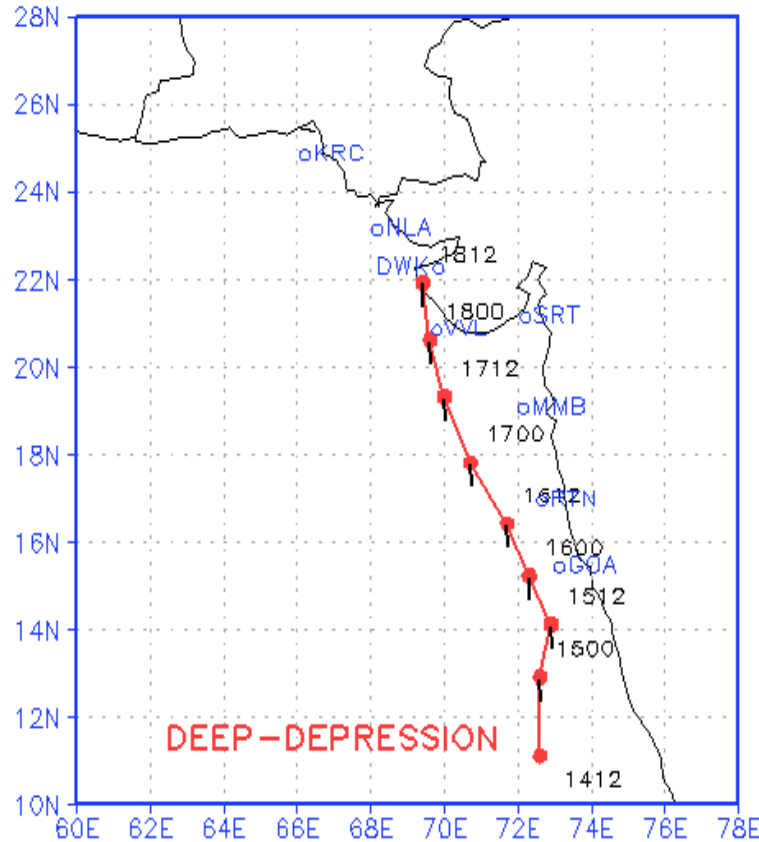 28N
26N
oKRC
24N
oNLA
1812
DWKo
22N
1800
oSRT
oVVL
20N
1712
oMMB
1700
18N
1612
oRTN
16N
1600
oGOA
1512
14N
1500
12N
DEEP-DEPRESSION
1412
10N
60E 62E 64E 66E 68E 70E 72E 74E 76E 78E